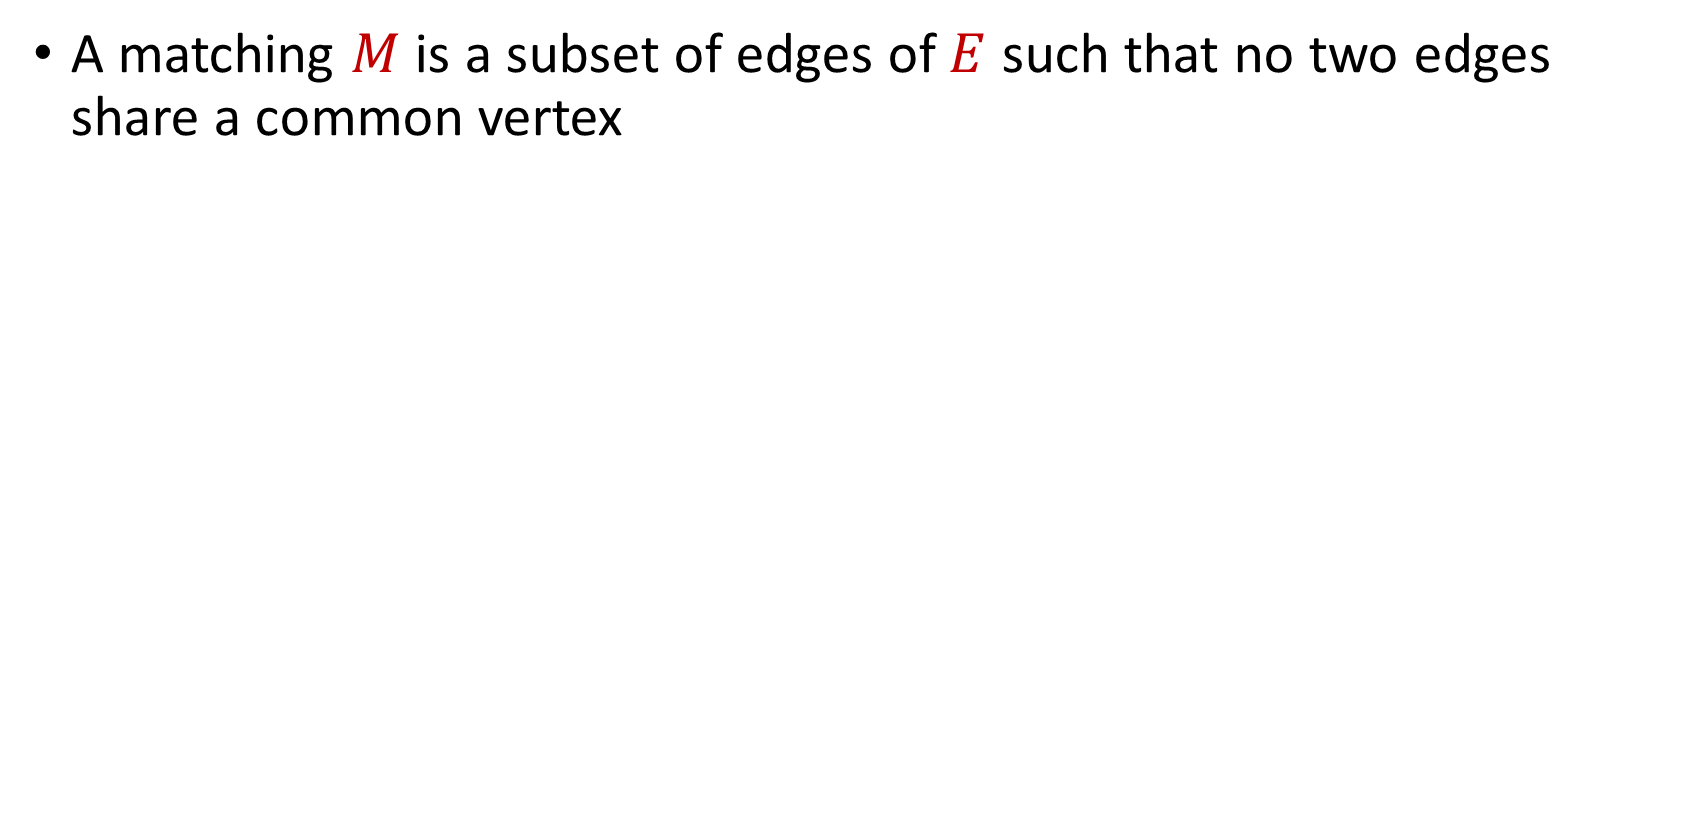 • A matching M is a subset of edges of E such that no two edges
share a common vertex